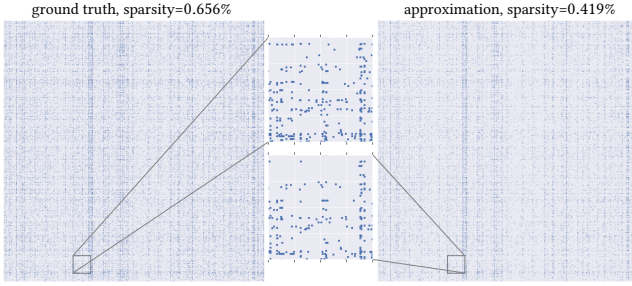 ground truth, sparsity=0.656%
approximation, sparsity=0.419%